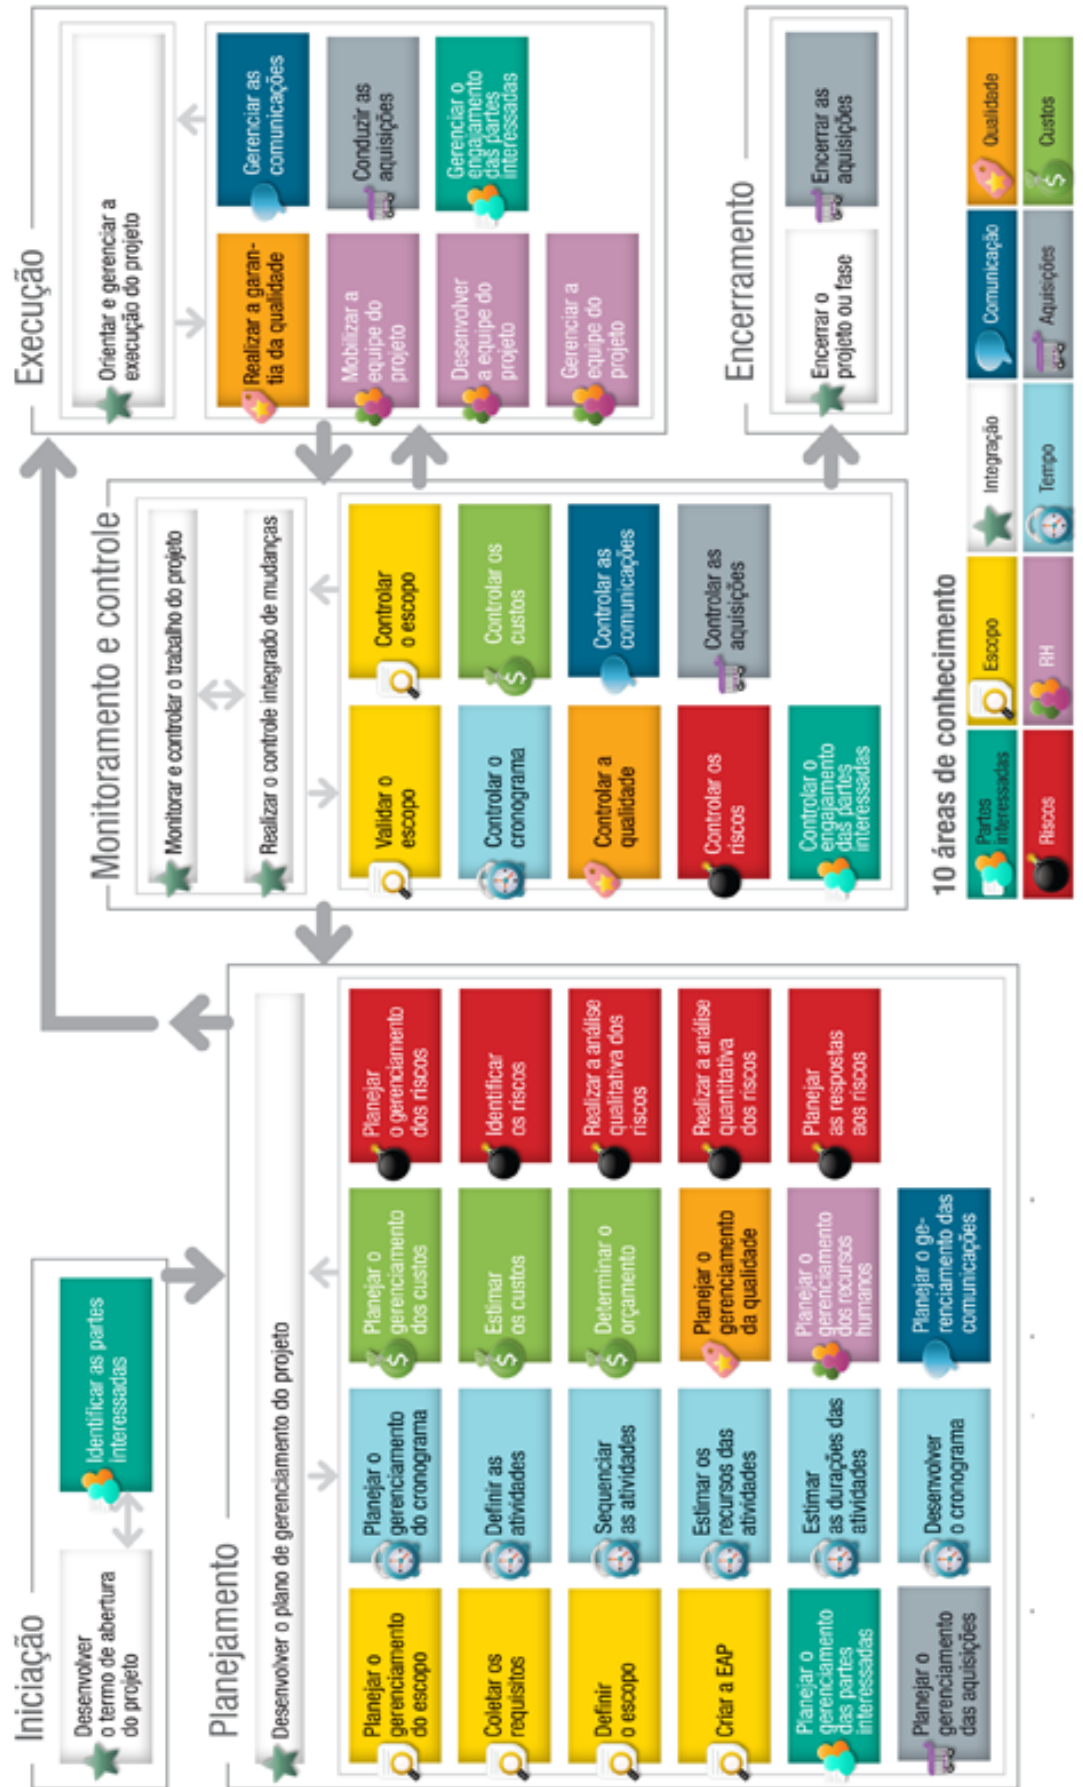 Iniciação
Desenvolver
o termo de abertura
do projeto
Identificar as partes
interessadas
Planejamento
Desenvolver o plano de gerenciamento do projeto
Planejar o
gerenciamento
do escopo
Planejar o
gerenciamento
do cronograma
Planejar o
gerenciamento
dos custos
Planejar
o gerenciamento
dos riscos
Coletar os
requisitos
Definir as
atividades
Estimar
os custos
Identificar
os riscos
Definir
o escopo
Sequenciar
as atividades
Determinar o
orçamento
Realizar a análise
qualitativa dos
riscos
Criar a EAP
Estimar os
recursos das
atividades
Planejar o
gerenciamento
da qualidade
Realizar a análise
quantitativa
dos riscos
Planejar o
gerenciamento
das partes
interessadas
Estimar
as durações das
atividades
Planejar o
gerenciamento
dos recursos
humanos
Planejar
as respostas
aos riscos
Planejar o
gerenciamento
das aquisições
Desenvolver
o cronograma
Planejar o ge-
renciamento das
comunicações
Monitoramento e controle
Monitorar e controlar o trabalho do projeto
Realizar o controle integrado de mudanças
Validar o
escopo
Controlar
o escopo
Controlar o
cronograma
Controlar os
custos
Controlar a
qualidade
Controlar as
comunicações
Controlar os
riscos
Controlar as
aquisições
Controlar o
engajamento
das partes
interessadas
Execução
Orientar e gerenciar a
execução do projeto
Realizar a garan-
tia da qualidade
Gerenciar as
comunicações
Mobilizar a
equipe do
projeto
Conduzir as
aquisições
Desenvolver
a equipe do
projeto
Gerenciar o
engajamento
das partes
interessadas
Gerenciar a
equipe do
projeto
Encerramento
Encerrar o
projeto ou fase
Encerrar as
aquisições
10 áreas de conhecimento
Partes
interessadas
Escopo
Integração
Comunicação
Qualidade
Riscos
RH
Tempo
Aquisições
Custos